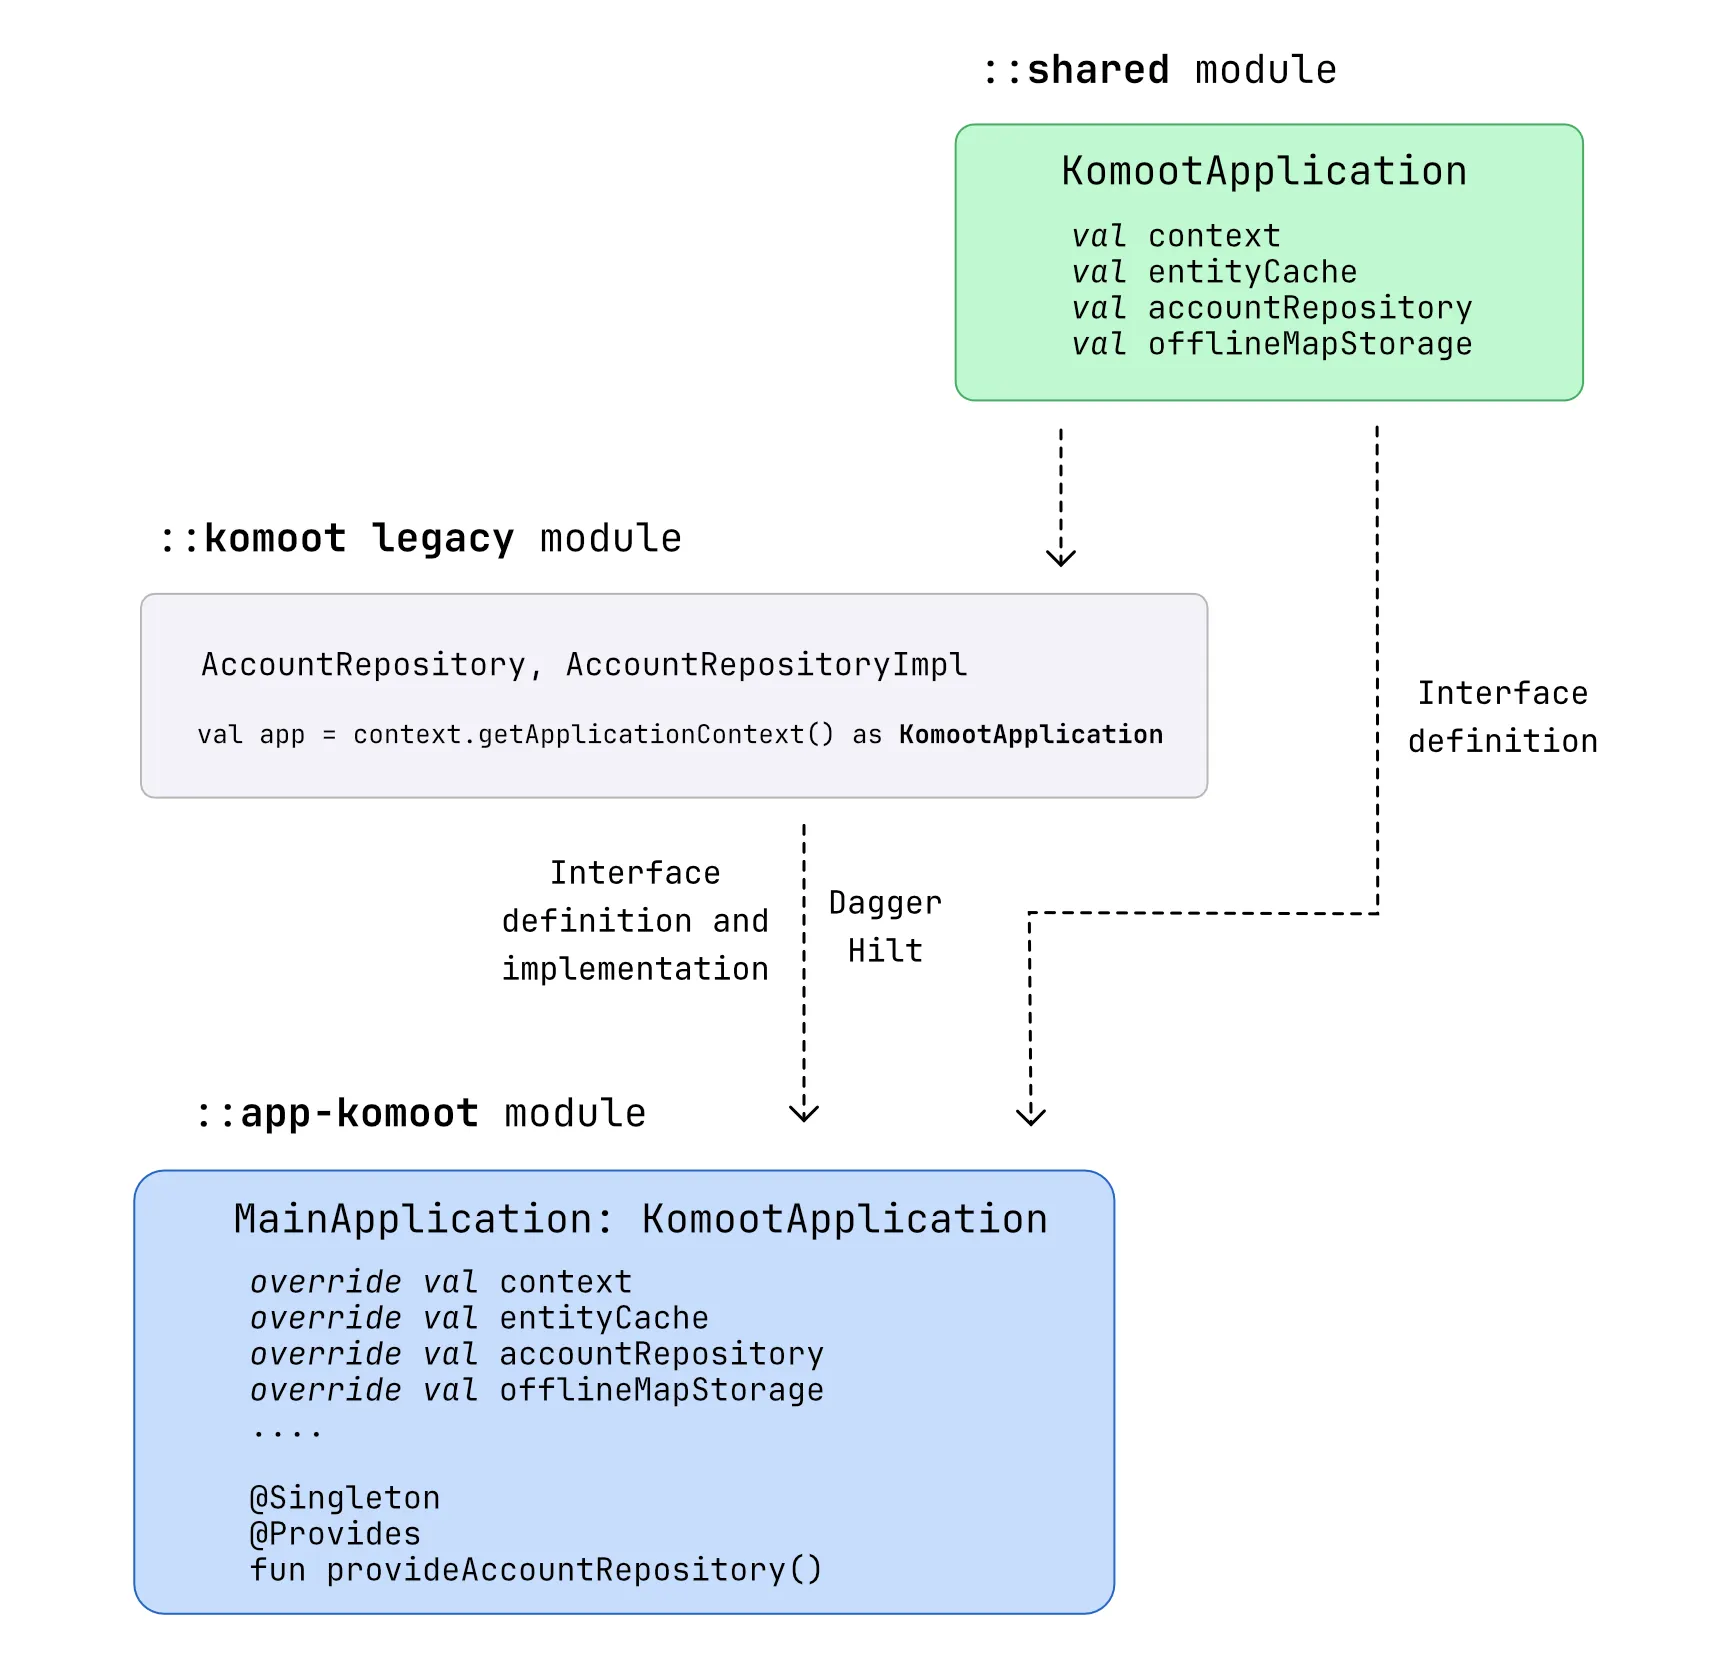 ::shared module
KomootApplication
val context
val entityCache
val accountRepository
val offlineMapStorage
::komoot legacy module
AccountRepository, AccountRepositoryImpl
val app = context.getApplicationContext() as KomootApplication
Interface
definition
Interface
definition and
implementation
Dagger
Hilt
::app-komoot module
MainApplication: KomootApplication
override val context
override val entityCache
override val accountRepository
override val offlineMapStorage
....
@Singleton
@Provides
fun provideAccountRepository()